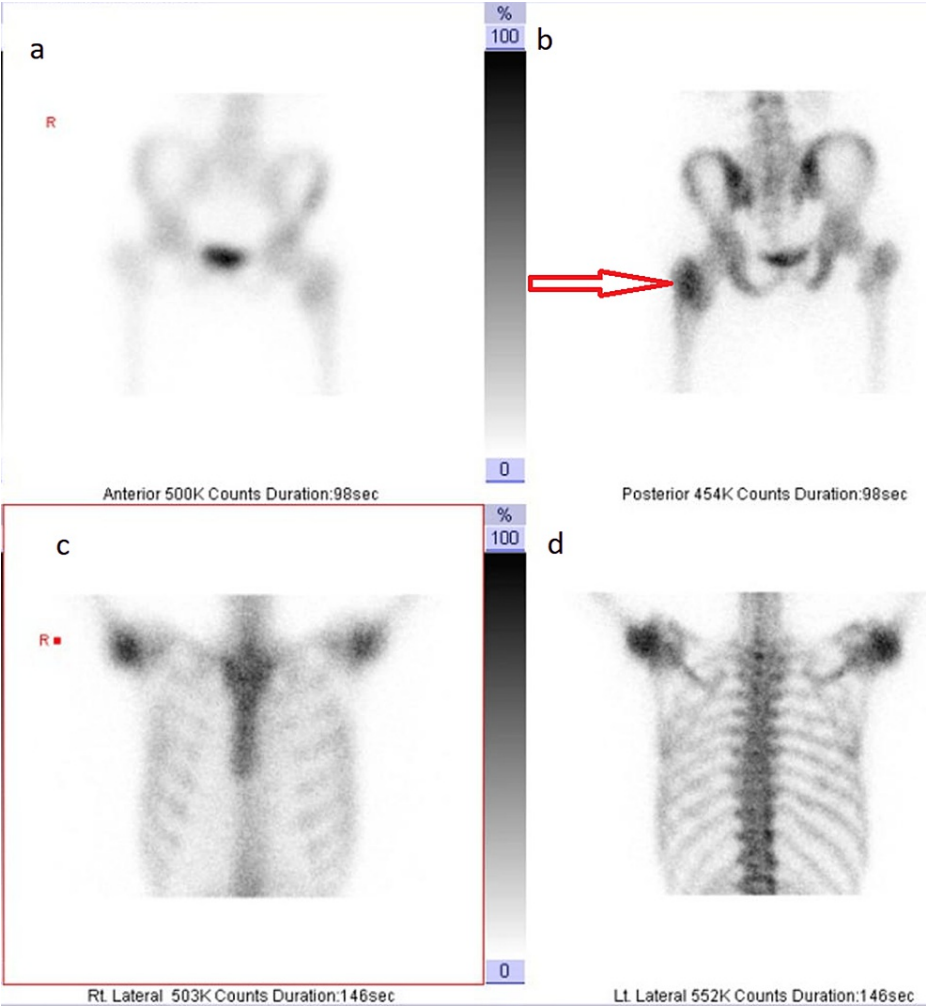 a
%
100
b
R
0
Anterior 500K Counts Duration:98sec
Posterior 454K Counts Duration:98sec
c
%
100
d
R
0
Rt. Lateral 503K Counts Duration:146sec
Lt. Lateral 552K Counts Duration:146sec